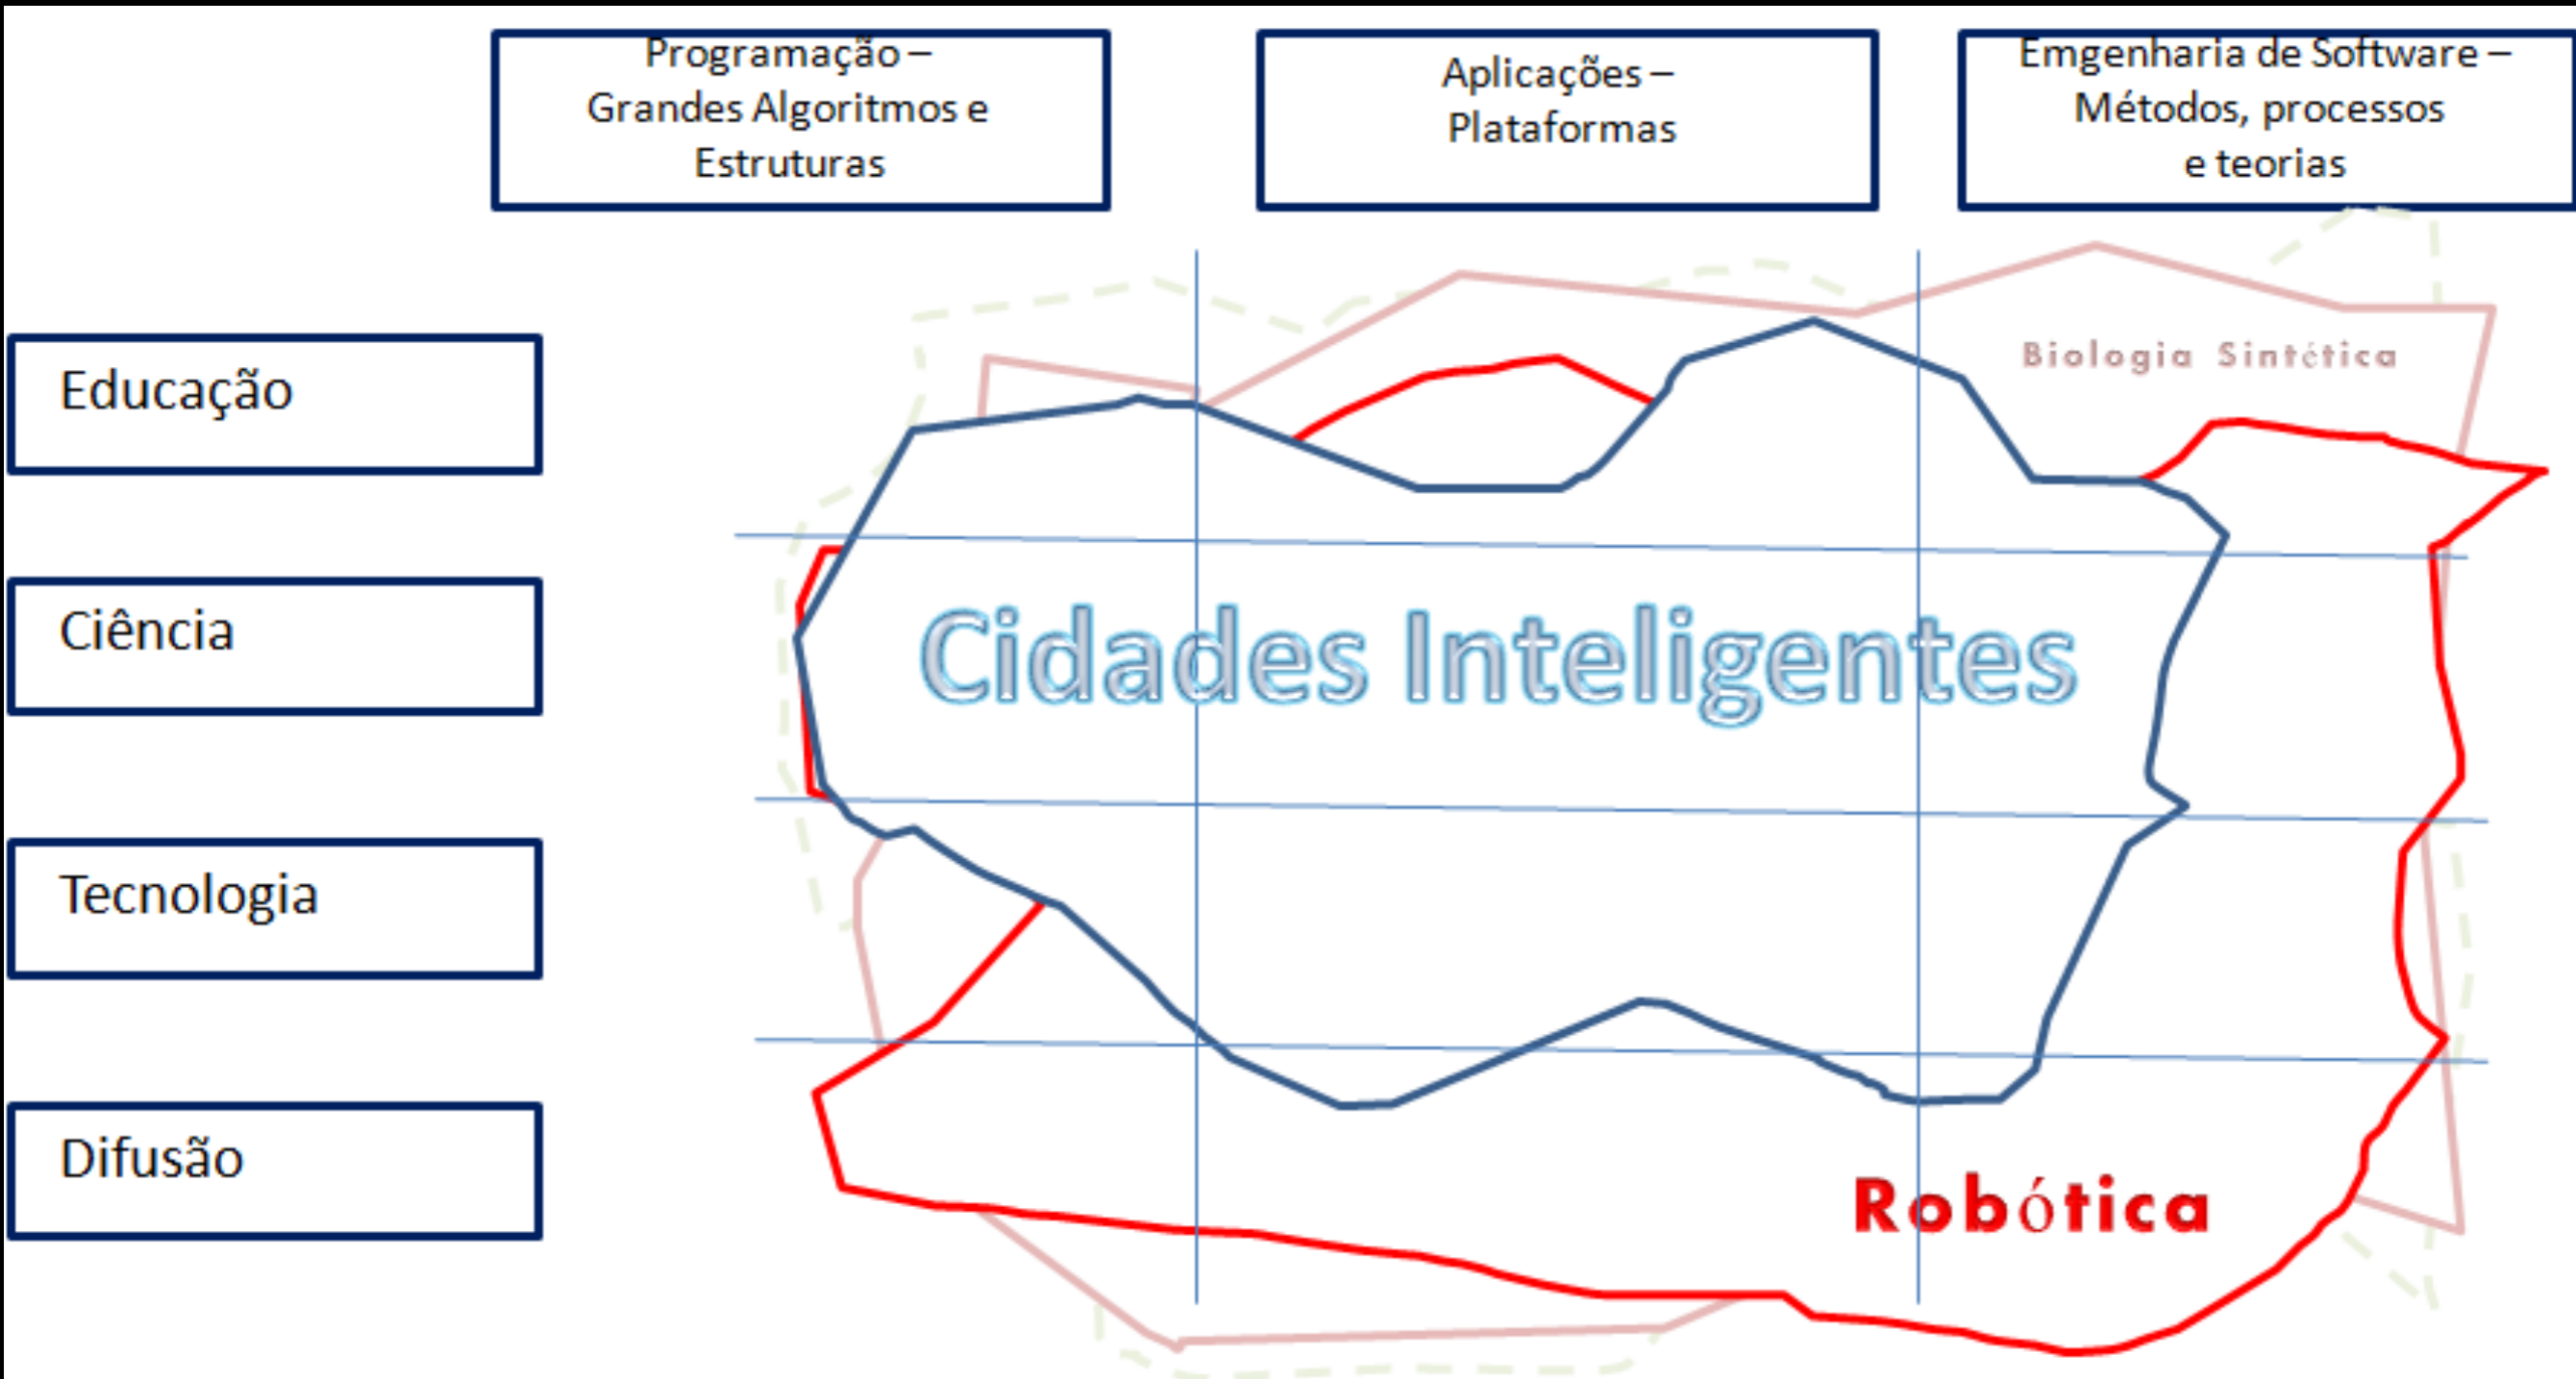 Programação –
Grandes Algoritmos e
Estruturas
Aplicações –
Plataformas
Emgenharia de Software –
Métodos, processos
e teorias
Biologia Sintética
Educação
Ciência
Cidades Inteligentes
Tecnologia
Difusão
Robótica